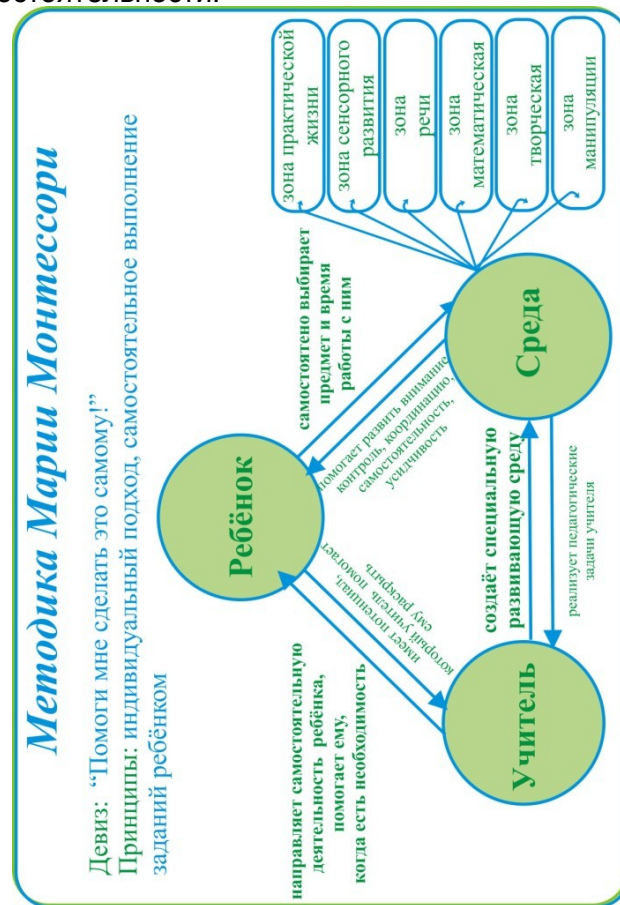 остоятельности.
Методика Марии Монтессори
Девиз: “Помоги мне сделать это самому!”
Принципы: индивидуальный подход, самостоятельное выполнение
заданий ребёнком
Ребёнок
направляет самостоятельную
деятельность ребёнка,
помогает ему,
когда есть необходимость
имеет потенциал,
который учитель помогает
ему раскрыть
самостоятено выбирает
предмет и время
работы с ним
помогает развить внимание,
контроль, координацию,
самостоятельность,
усидчивость
Учитель
создаёт специальную
развивающую среду
реализует педагогические
задачи учителя
Среда
зона практической
жизни
зона сенсорного
развития
зона
речи
зона
математическая
зона
творческая
зона
манипуляции